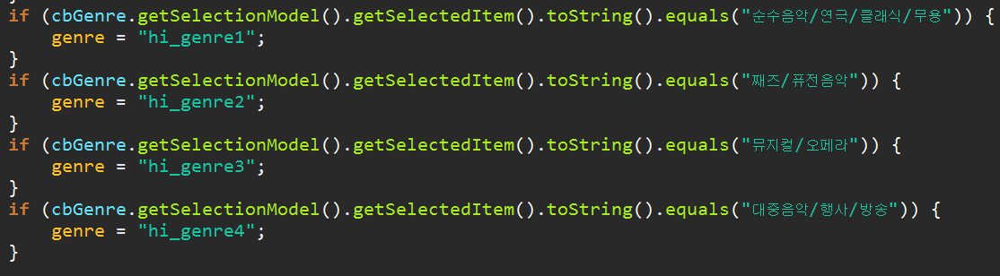 }
if (cbGenre.getSelectionModel().getSelectedItem().toString().equals("순수음악/연극/클래식/무용")) {
    genre = "hi_genre1";
}
if (cbGenre.getSelectionModel().getSelectedItem().toString().equals("째즈/퓨전음악")) {
    genre = "hi_genre2";
}
if (cbGenre.getSelectionModel().getSelectedItem().toString().equals("뮤지컬/오페라")) {
    genre = "hi_genre3";
}
if (cbGenre.getSelectionModel().getSelectedItem().toString().equals("대중음악/행사/방송")) {
    genre = "hi_genre4";
}